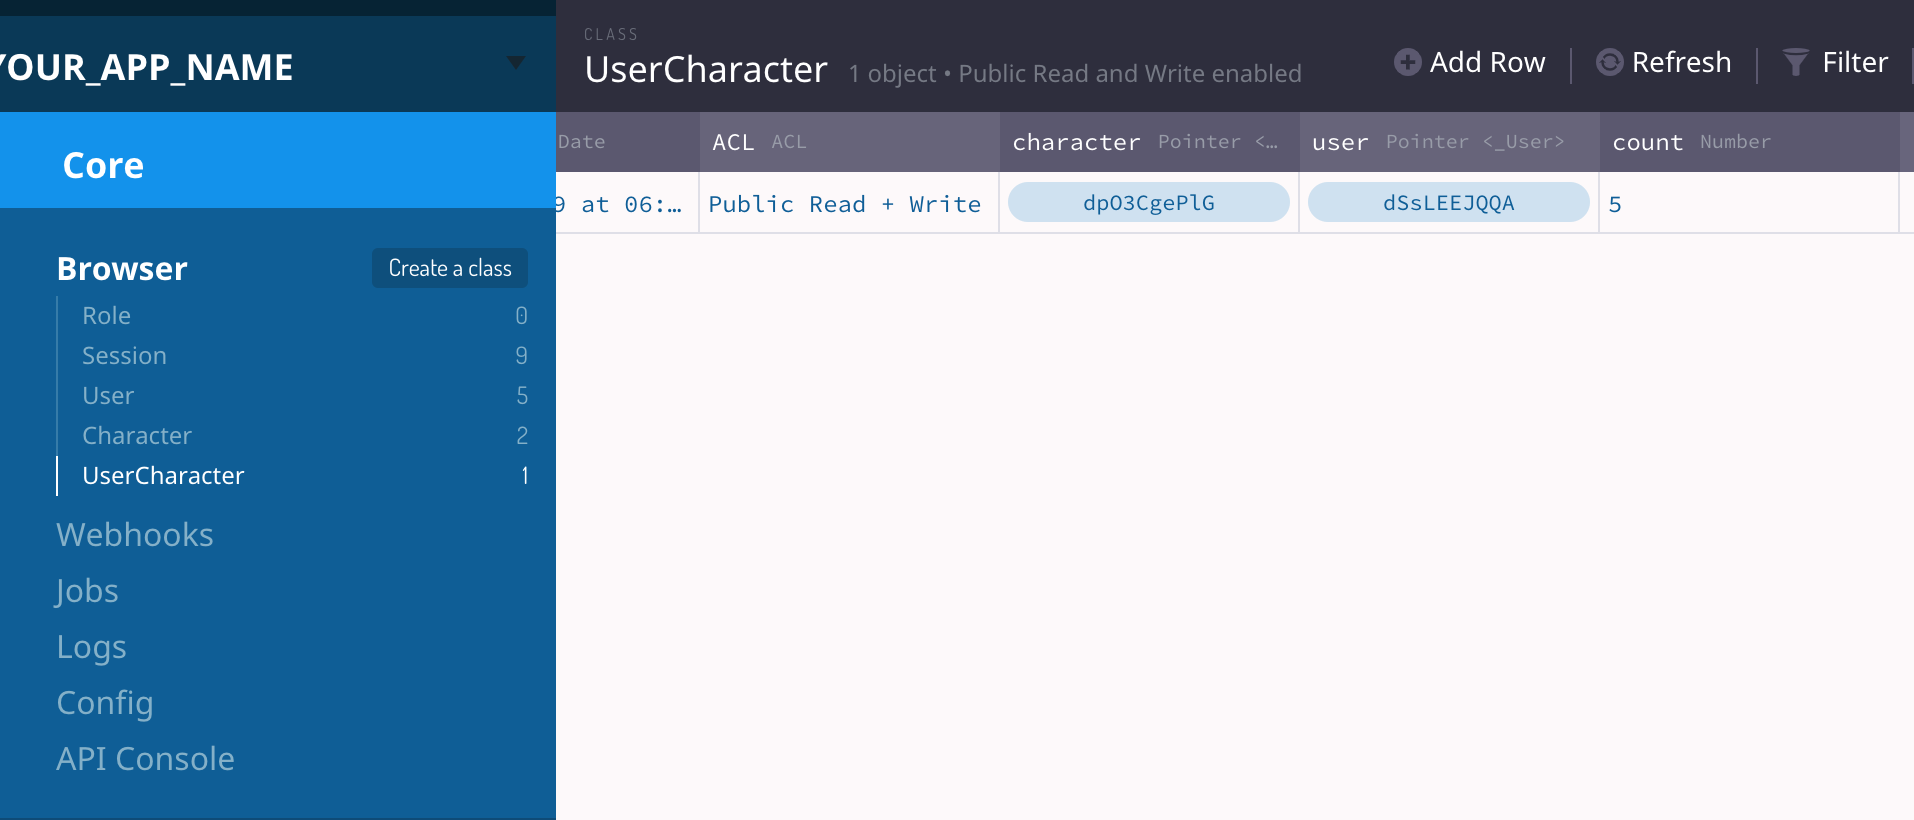 YOUR_APP_NAME
Core
Browser Create a class
Role 0
Session 9
User 5
Character 2
UserCharacter 1
Webhooks
Jobs
Logs
Config
API Console
CLASS
UserCharacter 1 object • Public Read and Write enabled
Add Row Refresh Filter
Date ACL ACL character Pointer <… user Pointer <_User> count Number
9 at 06:… Public Read + Write dpO3CgePlG dSsLEEJQQA 5